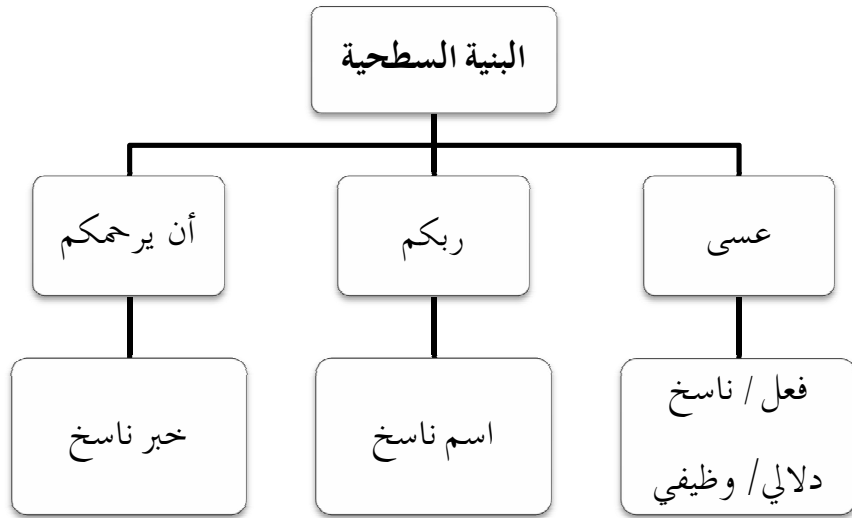 البنية السطحية
عسى
ربكم
أن يرحمكم
فعل / ناسخ
دلالي/ وظيفي
اسم ناسخ
خبر ناسخ